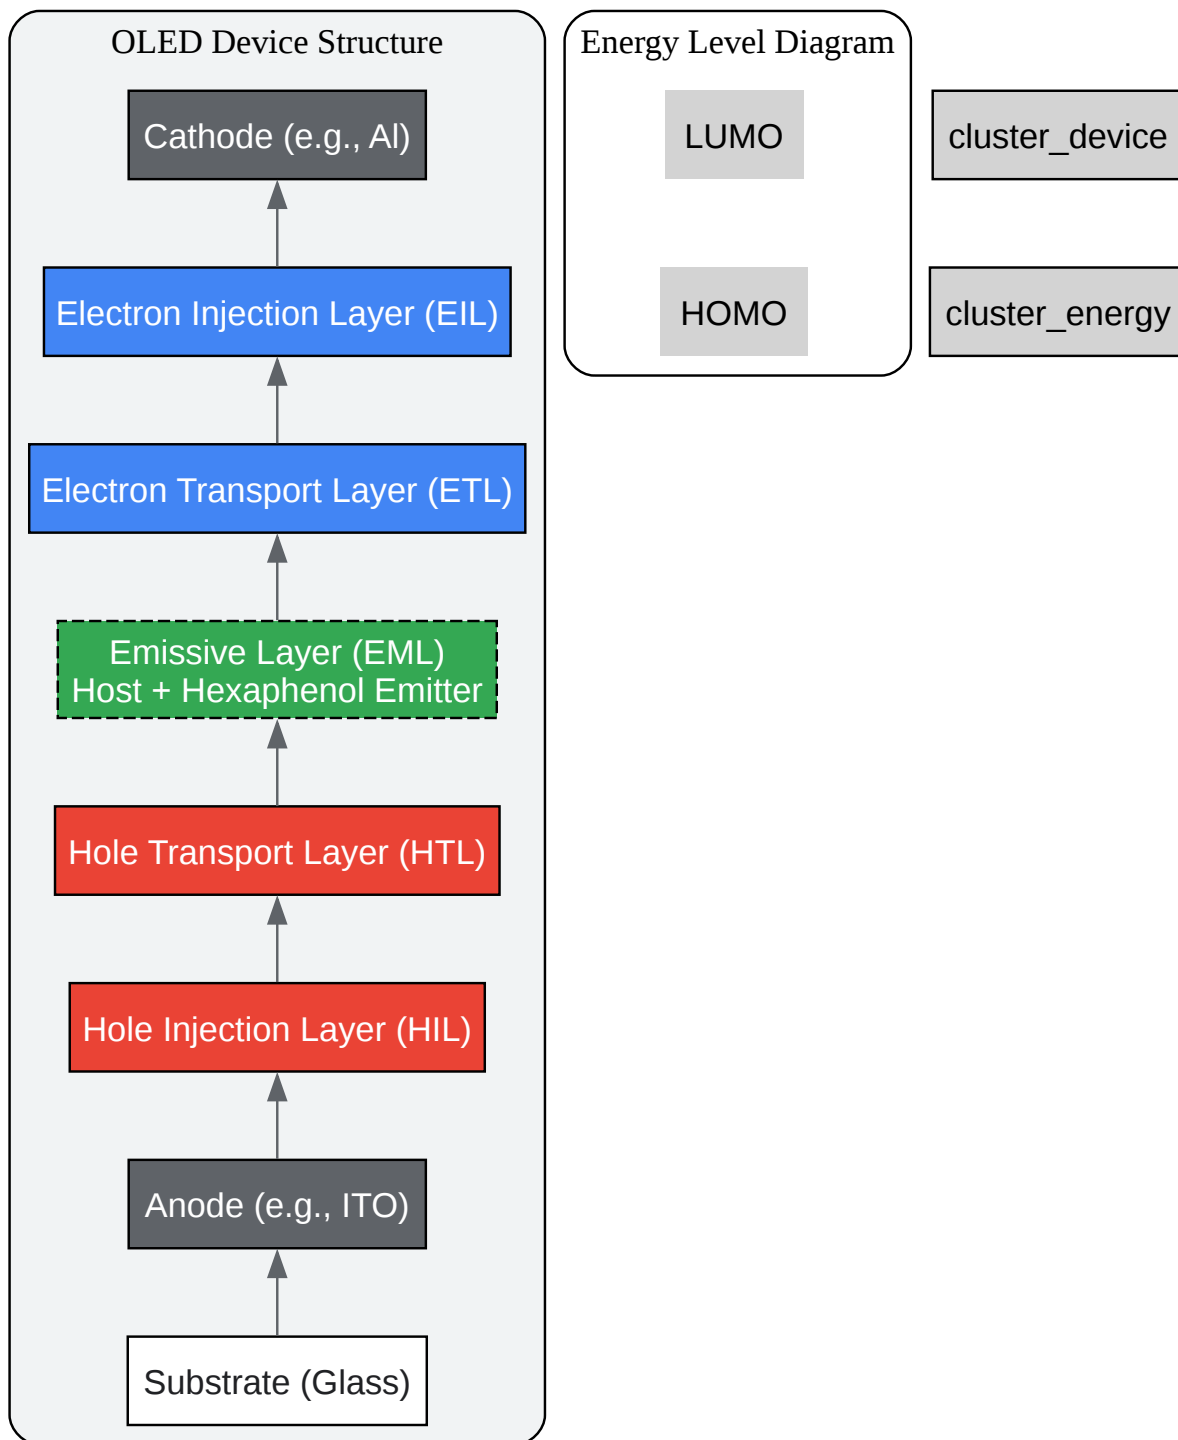 OLED Device Structure
Cathode (e.g., Al)
Electron Injection Layer (EIL)
Electron Transport Layer (ETL)
Emissive Layer (EML)
Host + Hexaphenol Emitter
Hole Transport Layer (HTL)
Hole Injection Layer (HIL)
Anode (e.g., ITO)
Substrate (Glass)
Energy Level Diagram
LUMO
HOMO
cluster_device
cluster_energy